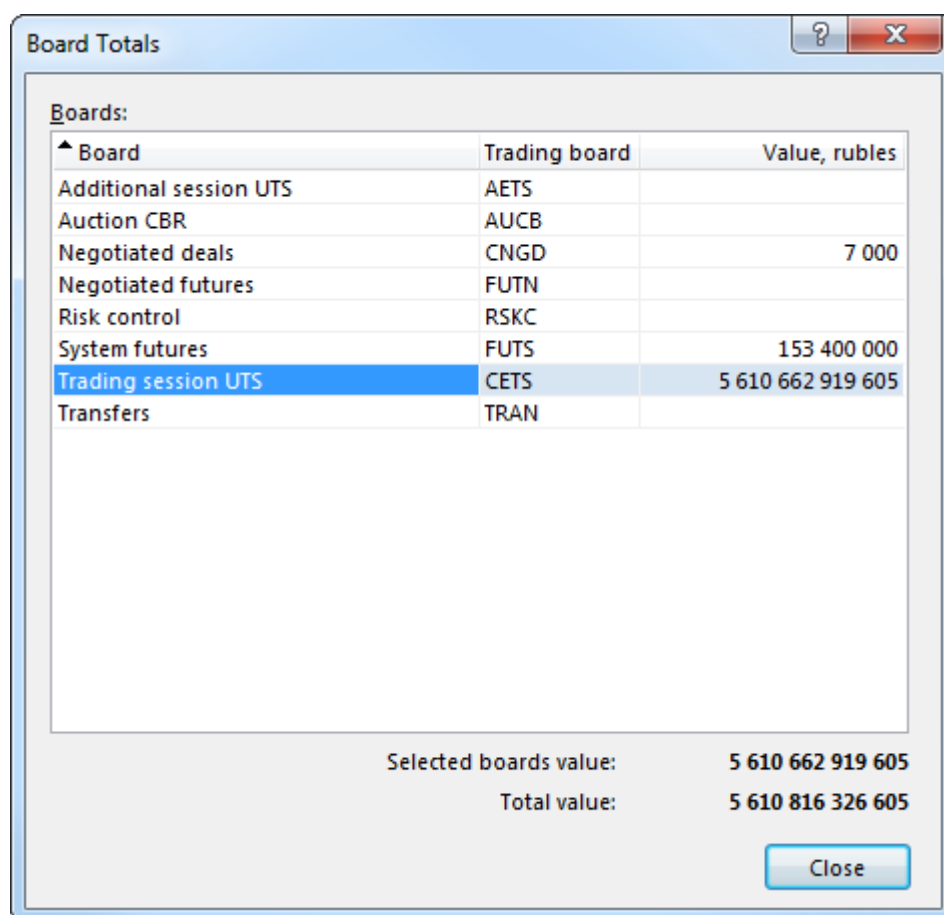 Board Totals
Boards:
Board Trading board Value, rubles
Additional session UTS AETS
Auction CBR AUCB
Negotiated deals CNGD 7 000
Negotiated futures FUTN
Risk control RSKC
System futures FUTS 153 400 000
Trading session UTS CETS 5 610 662 919 605
Transfers TRAN
Selected boards value: 5 610 662 919 605
Total value: 5 610 816 326 605
Close